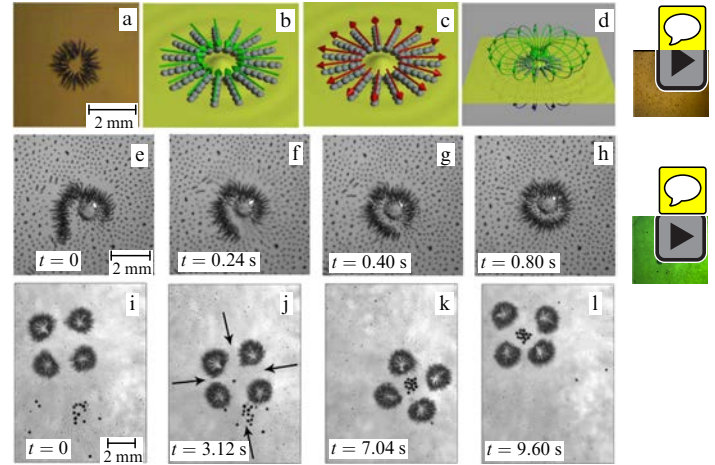 a
b
c
d
2 mm
e
f
g
h
t = 0
2 mm
t = 0.24 s
t = 0.40 s
t = 0.80 s
i
j
k
l
t = 0
2 mm
t = 3.12 s
t = 7.04 s
t = 9.60 s